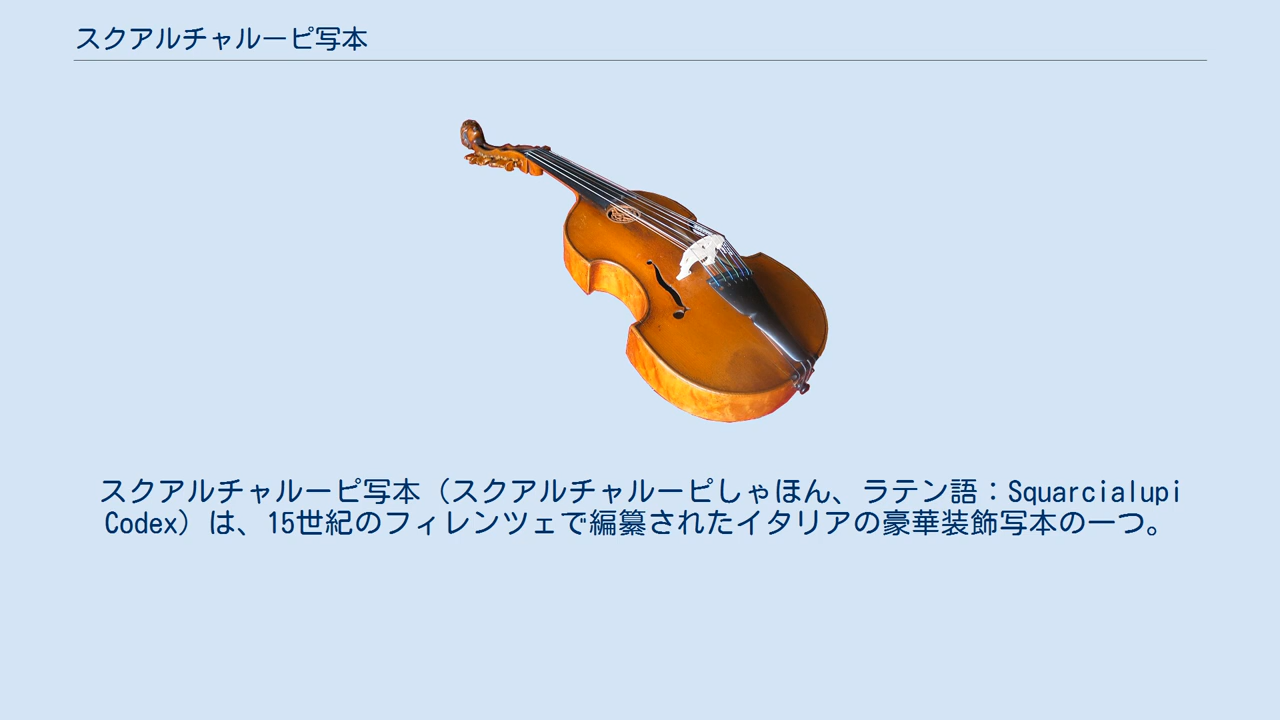 スクアルチャルーピ写本
スクアルチャルーピ写本（スクアルチャルーピしゃほん、ラテン語：Squarcialupi
Codex）は、15世紀のフィレンツェで編纂されたイタリアの豪華装飾写本の一つ。